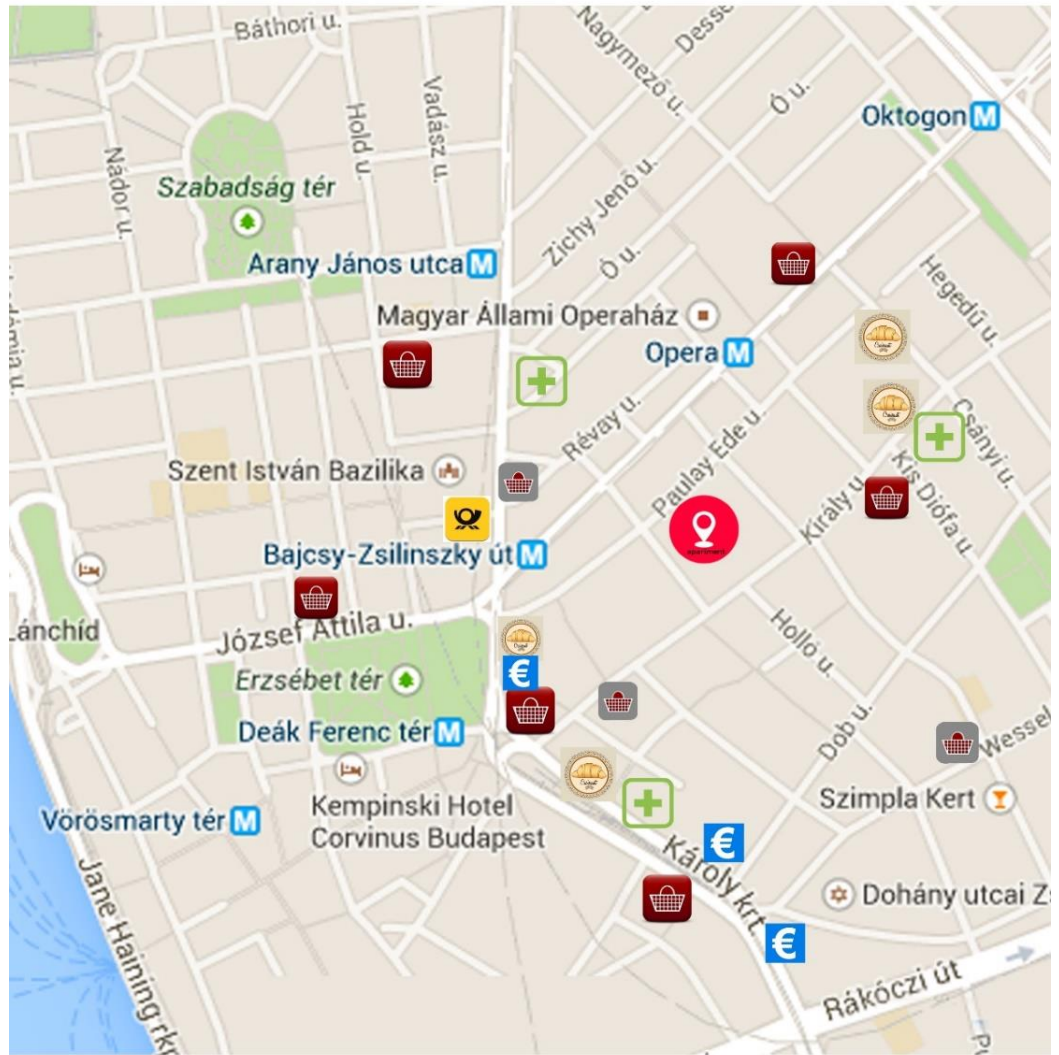 Báthori u.
Nagymező u.
Desse
Ó u.
Oktogon M
Vadász u.
Hold u.
Nádor u.
Szabadság tér
Zichy Jenő u.
Ó u.
Arany János utca M
Hegedű u.
Magyar Állami Operaház
Opera M
Révay u.
Paulay Ede u.
Csányi u.
Király u.
Kis Diófa u.
Szent István Bazilika
apartment
Bajcsy-Zsilinszky út M
József Attila u.
Lánchíd
Holló u.
Erzsébet tér
€
Deák Ferenc tér M
Dob u.
Wessel
Kempinski Hotel
Corvinus Budapest
Szimpla Kert
Vörösmarty tér M
Károly krt.
€
Dohány utcai Zs
€
Jane Haining rkp
Rákóczi út